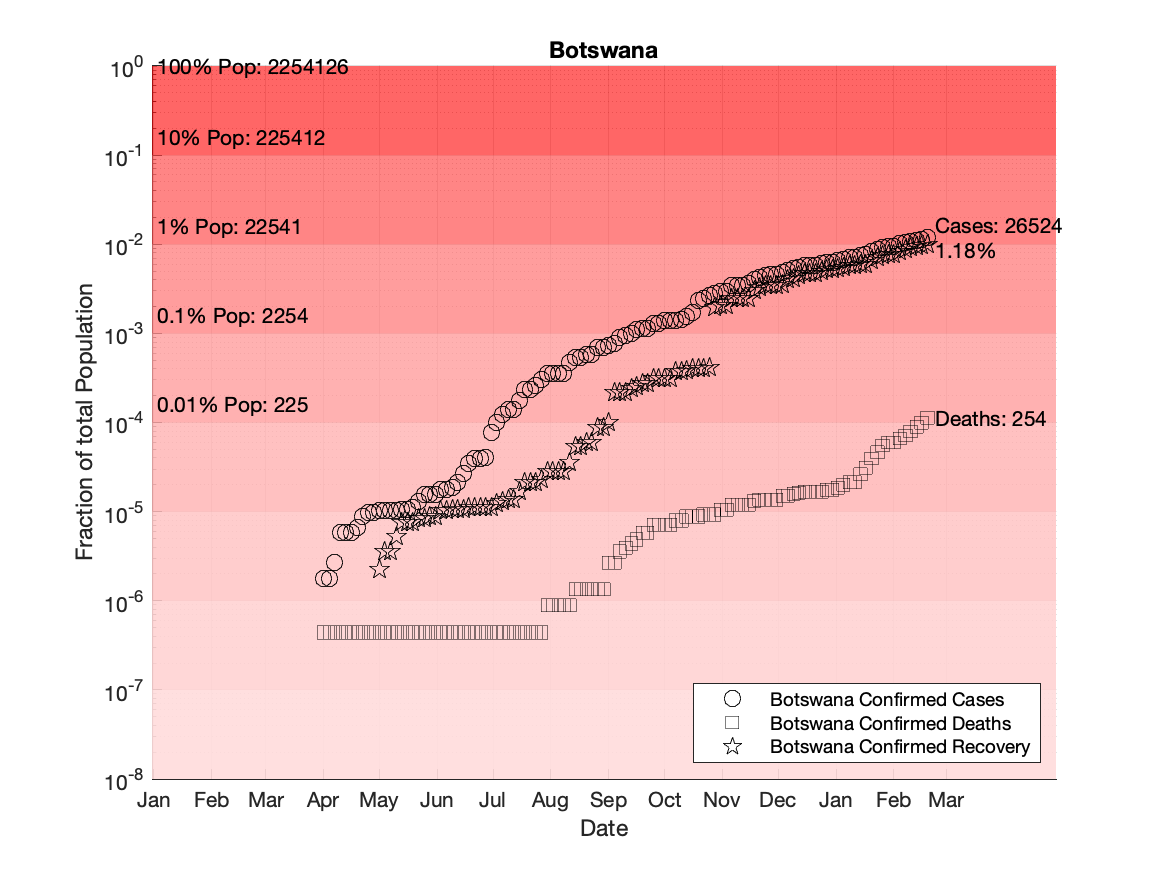 Botswana
10^0
100% Pop: 2254126
10% Pop: 225412
10^-1
1% Pop: 22541
Cases: 26524
10^-2
1.18%
0.1% Pop: 2254
10^-3
0.01% Pop: 225
10^-4
Deaths: 254
10^-5
10^-6
10^-7
10^-8
Fraction of total Population
Botswana Confirmed Cases
Botswana Confirmed Deaths
Botswana Confirmed Recovery
Jan Feb Mar Apr May Jun Jul Aug Sep Oct Nov Dec Jan Feb Mar
Date